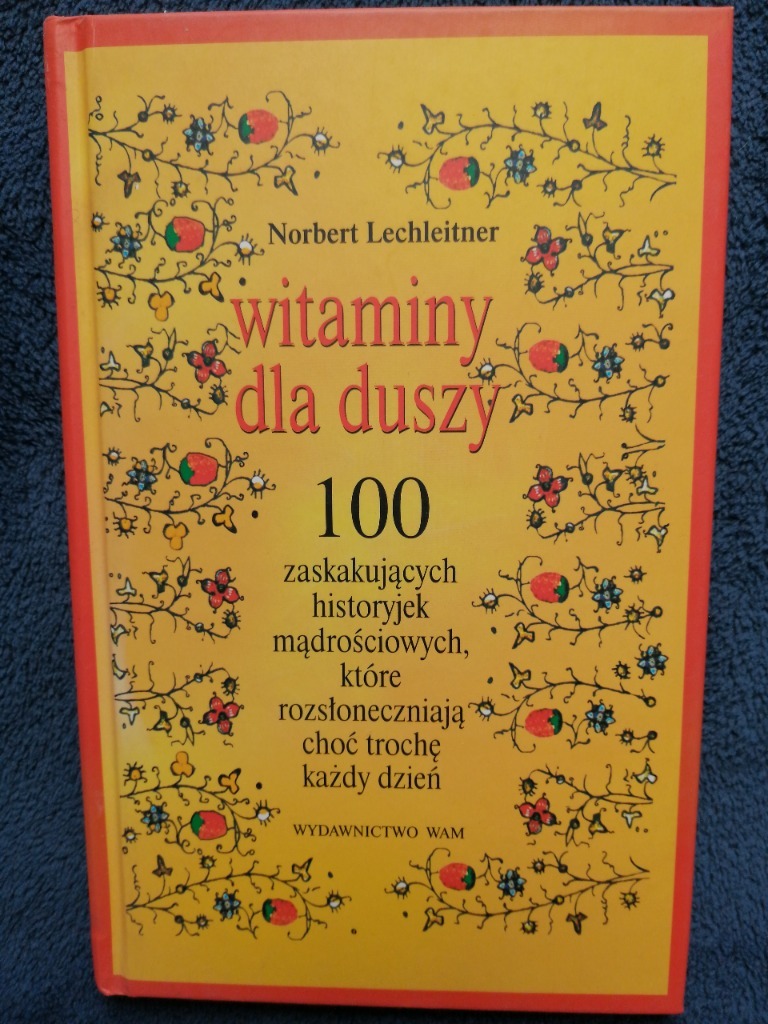 Norbert Lechleitner
witaminy
dla duszy
100
zaskakujących
historyjek
mądrościowych,
które
rozsłoneczniają
choć trochę
każdy dzień
WYDAWNICTWO WAM